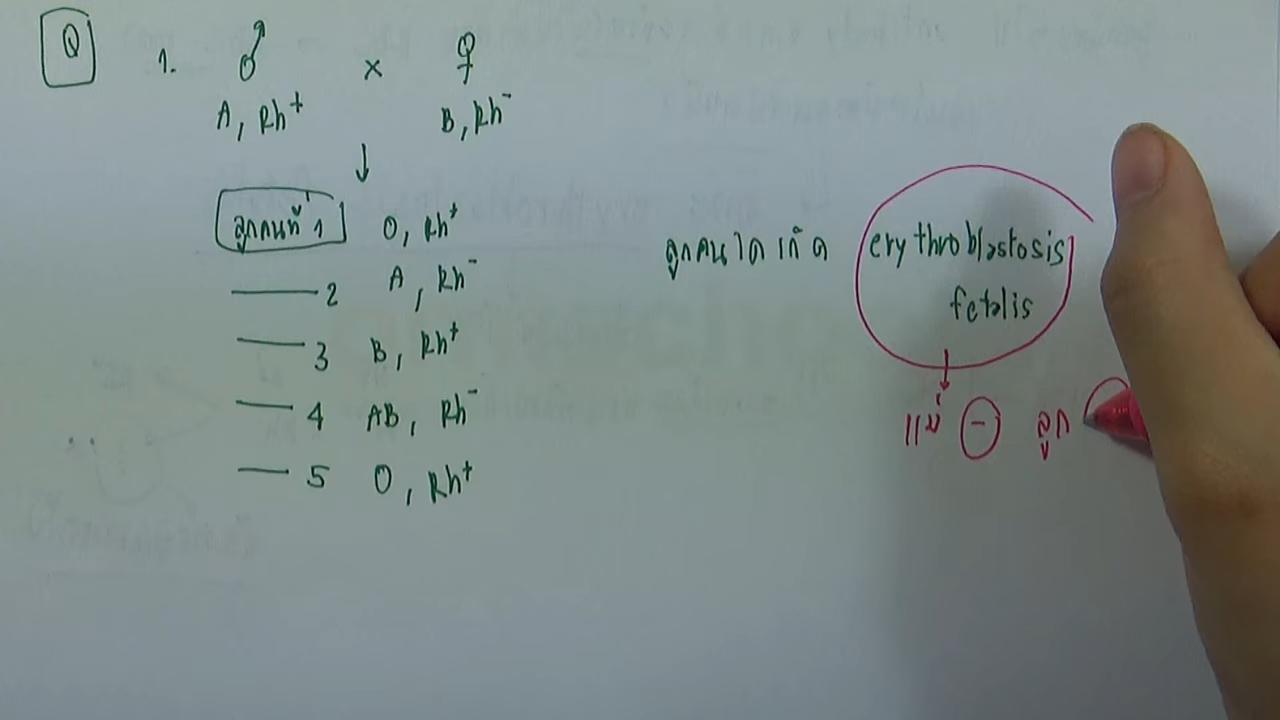 Q 1. ♂ × ♀
A, Rh⁺ B, Rh⁻
↓
ลูกคนที่ 1 O, Rh⁺
—— 2 A, Rh⁻
—— 3 B, Rh⁺
—— 4 AB, Rh⁻
—— 5 O, Rh⁺
ลูกคนใดเกิด erythroblastosis
fetalis
↓
แม่ - ลูก